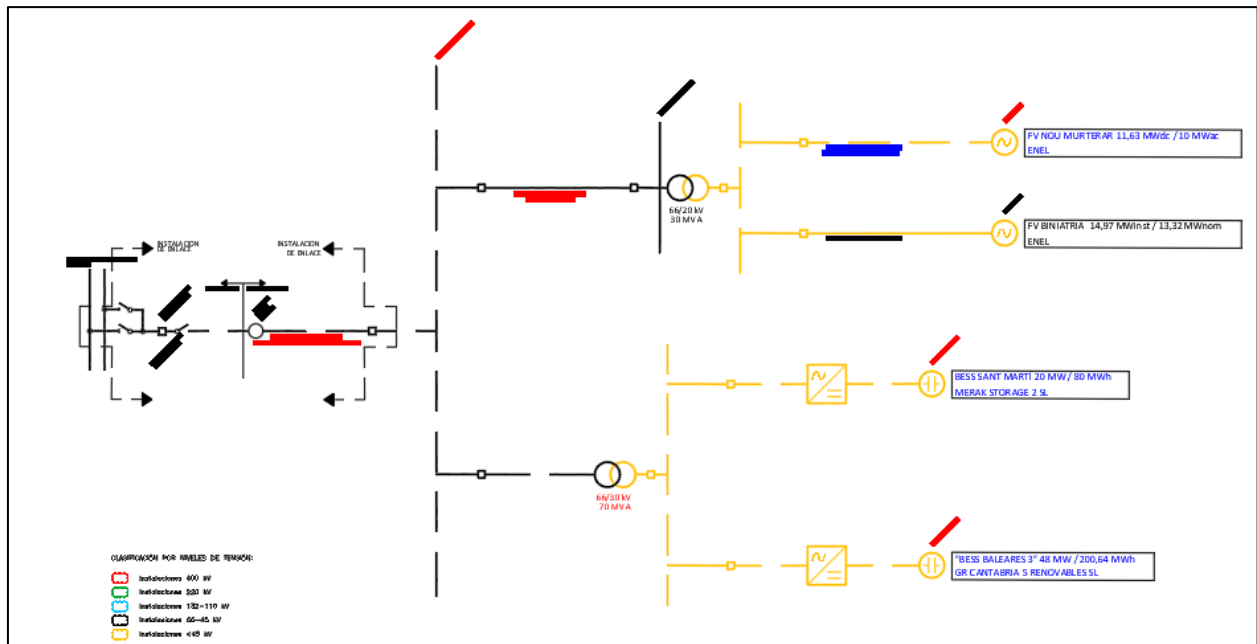 FV NOU MURTERAR 11,63 MWdc / 10 MWac
ENEL
66/20 kV
30 MVA
FV BINIATRIA 14,97 MWinst / 13,32 MWnom
ENEL
INSTALACION
DE ENLACE
INSTALACION
DE ENLACE
BESS SANT MARTÍ 20 MW / 80 MWh
MERAK STORAGE 2 SL
66/30 kV
70 MVA
"BESS BALEARES 3" 48 MW / 200,64 MWh
GR CANTABRIA 5 RENOVABLES SL
CLASIFICACIÓN POR NIVELES DE TENSIÓN:
Instalaciones 400 kV
Instalaciones 220 kV
Instalaciones 132-110 kV
Instalaciones 66-45 kV
Instalaciones <45 kV